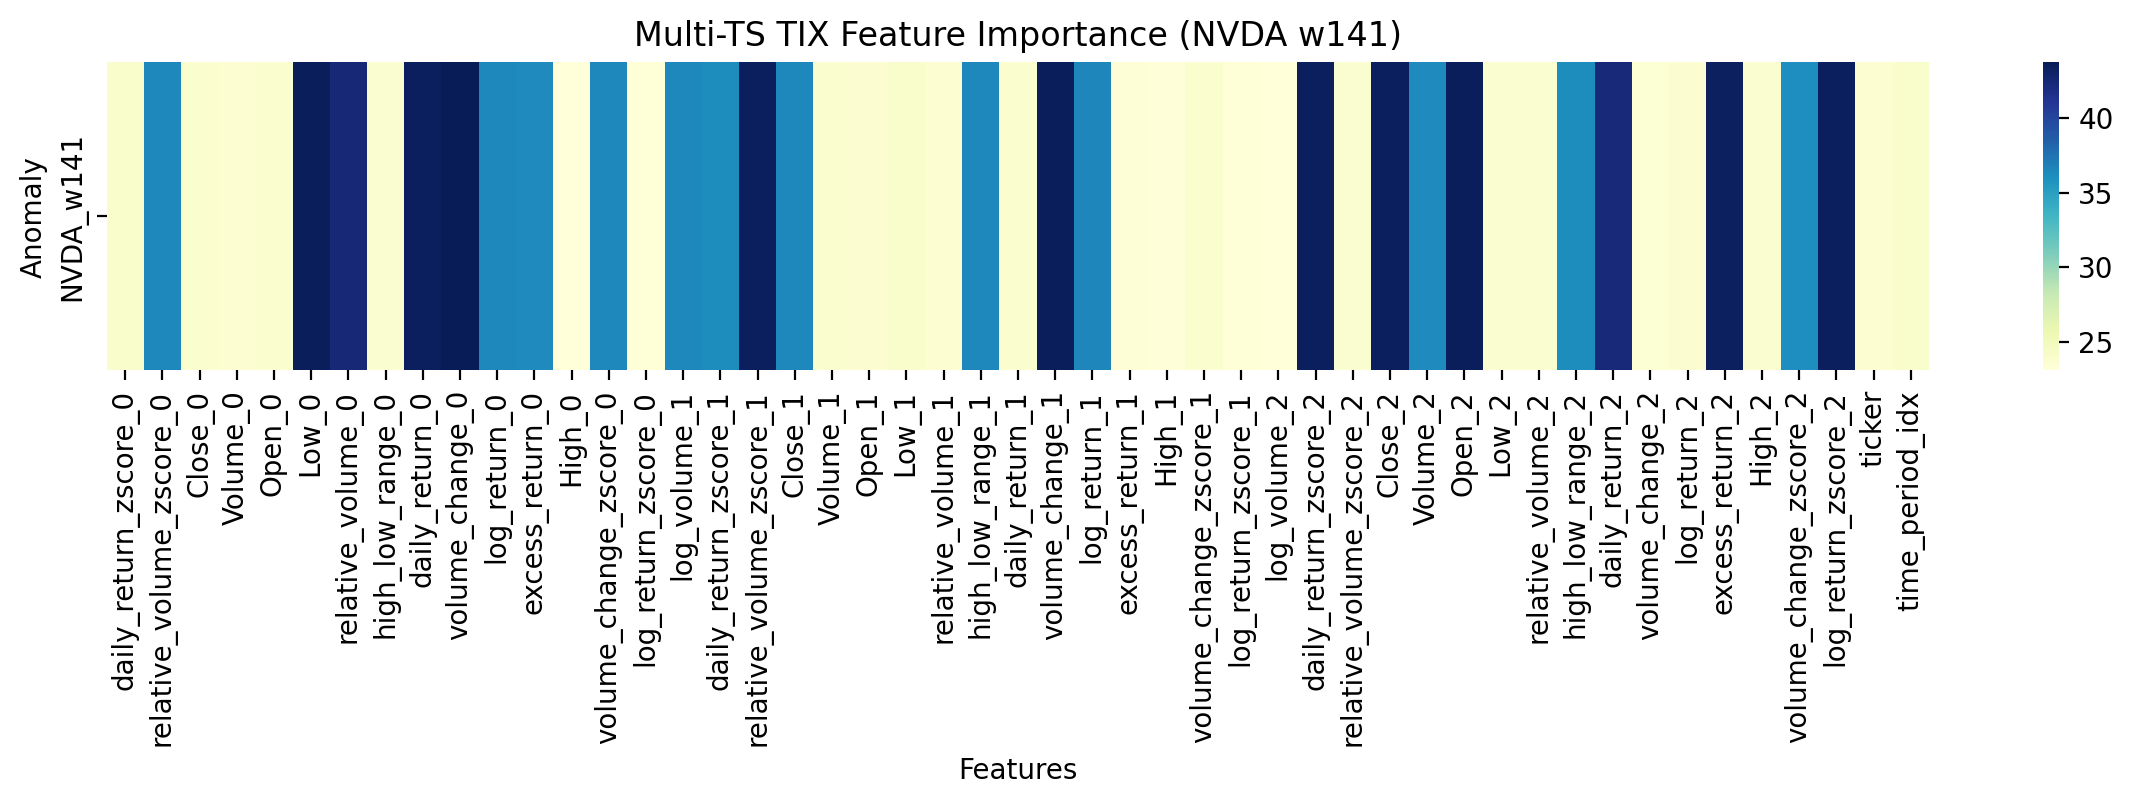 Multi-TS TIX Feature Importance (NVDA w141)
Anomaly
NVDA_w141
40
35
30
25
daily_return_zscore_0
relative_volume_zscore_0
Close_0
Volume_0
Open_0
Low_0
relative_volume_0
high_low_range_0
daily_return_0
volume_change_0
log_return_0
excess_return_0
High_0
volume_change_zscore_0
log_return_zscore_0
log_volume_1
daily_return_zscore_1
relative_volume_zscore_1
Close_1
Volume_1
Open_1
Low_1
relative_volume_1
high_low_range_1
daily_return_1
volume_change_1
log_return_1
excess_return_1
High_1
volume_change_zscore_1
log_return_zscore_1
log_volume_2
daily_return_zscore_2
relative_volume_zscore_2
Close_2
Volume_2
Open_2
Low_2
relative_volume_2
high_low_range_2
daily_return_2
volume_change_2
log_return_2
excess_return_2
High_2
volume_change_zscore_2
log_return_zscore_2
ticker
time_period_idx
Features